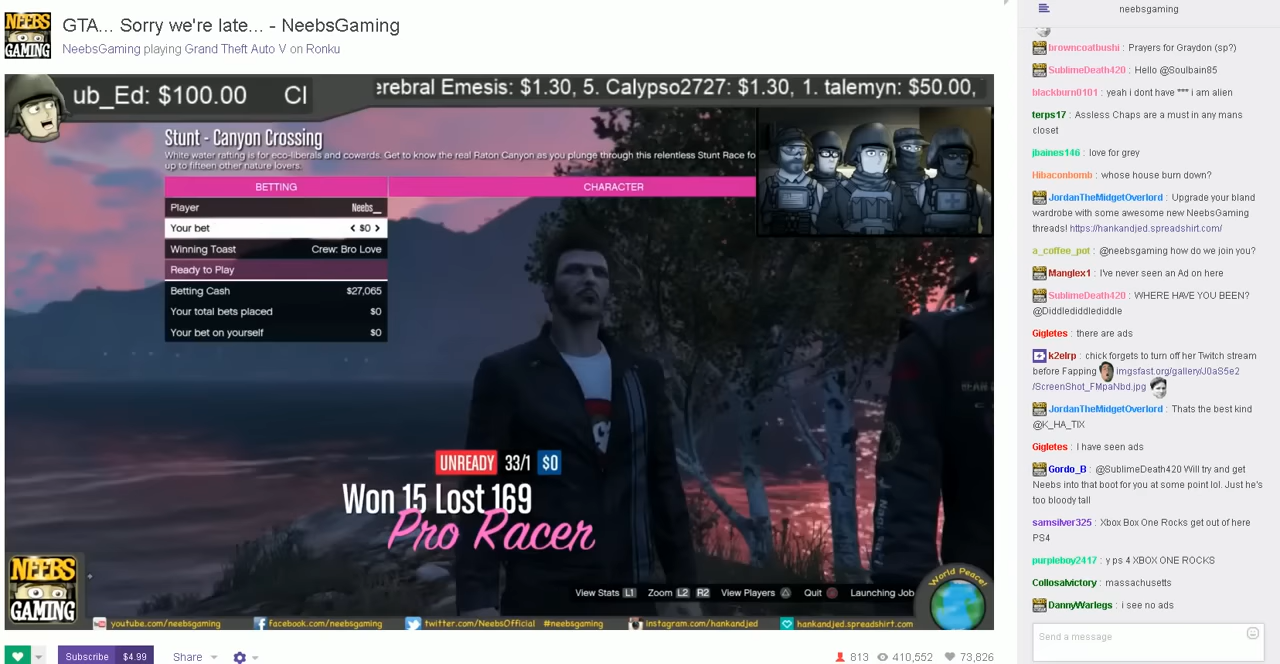 NEEBS
GAMING
GTA... Sorry we're late... - NeebsGaming
NeebsGaming playing Grand Theft Auto V on Ronku
ub_Ed: $100.00 Cl
erebral Emesis: $1.30, 5. Calypso2727: $1.30, 1. talemyn: $50.00,
Stunt - Canyon Crossing
White water rafting is for eco-liberals and cowards. Get to know the real Raton Canyon as you plunge through this relentless Stunt Race fo
up to fifteen other nature lovers.
BETTING CHARACTER
Player Neebs__
Your bet < $0 >
Winning Toast Crew: Bro Love
Ready to Play
Betting Cash $27,065
Your total bets placed $0
Your bet on yourself $0
UNREADY 33/1 $0
Won 15 Lost 169
Pro Racer
View Stats L1 Zoom L2 R2 View Players Quit Launching Job
World Peace!
NEEBS
GAMING
youtube.com/neebsgaming facebook.com/neebsgaming twitter.com/NeebsOfficial #neebsgaming instagram.com/hankandjed hankandjed.spreadshirt.com
Subscribe $4.99 Share 813 410,552 73,826
neebsgaming
browncoatbushi : Prayers for Graydon (sp?)
SublimeDeath420 : Hello @Soulbain85
blackburn0101 : yeah i dont have *** i am alien
terps17 : Assless Chaps are a must in any mans
closet
jbaines146 : love for grey
Hibaconbomb : whose house burn down?
JordanTheMidgetOverlord : Upgrade your bland
wardrobe with some awesome new NeebsGaming
threads! https://hankandjed.spreadshirt.com/
a_coffee_pot : @neebsgaming how do we join you?
Manglex1 : I've never seen an Ad on here
SublimeDeath420 : WHERE HAVE YOU BEEN?
@Diddlediddlediddle
Gigletes : there are ads
k2elrp : chick forgets to turn off her Twitch stream
before Fapping imgsfast.org/gallery/J0aS5e2
/ScreenShot_FMpaNbd.jpg
JordanTheMidgetOverlord : Thats the best kind
@K_HA_TIX
Gigletes : I have seen ads
Gordo_B : @SublimeDeath420 Will try and get
Neebs into that boot for you at some point lol. Just he's
too bloody tall
samsilver325 : Xbox Box One Rocks get out of here
PS4
purpleboy2417 : y ps 4 XBOX ONE ROCKS
Collosalvictory : massachusetts
DannyWarlegs : i see no ads
Send a message